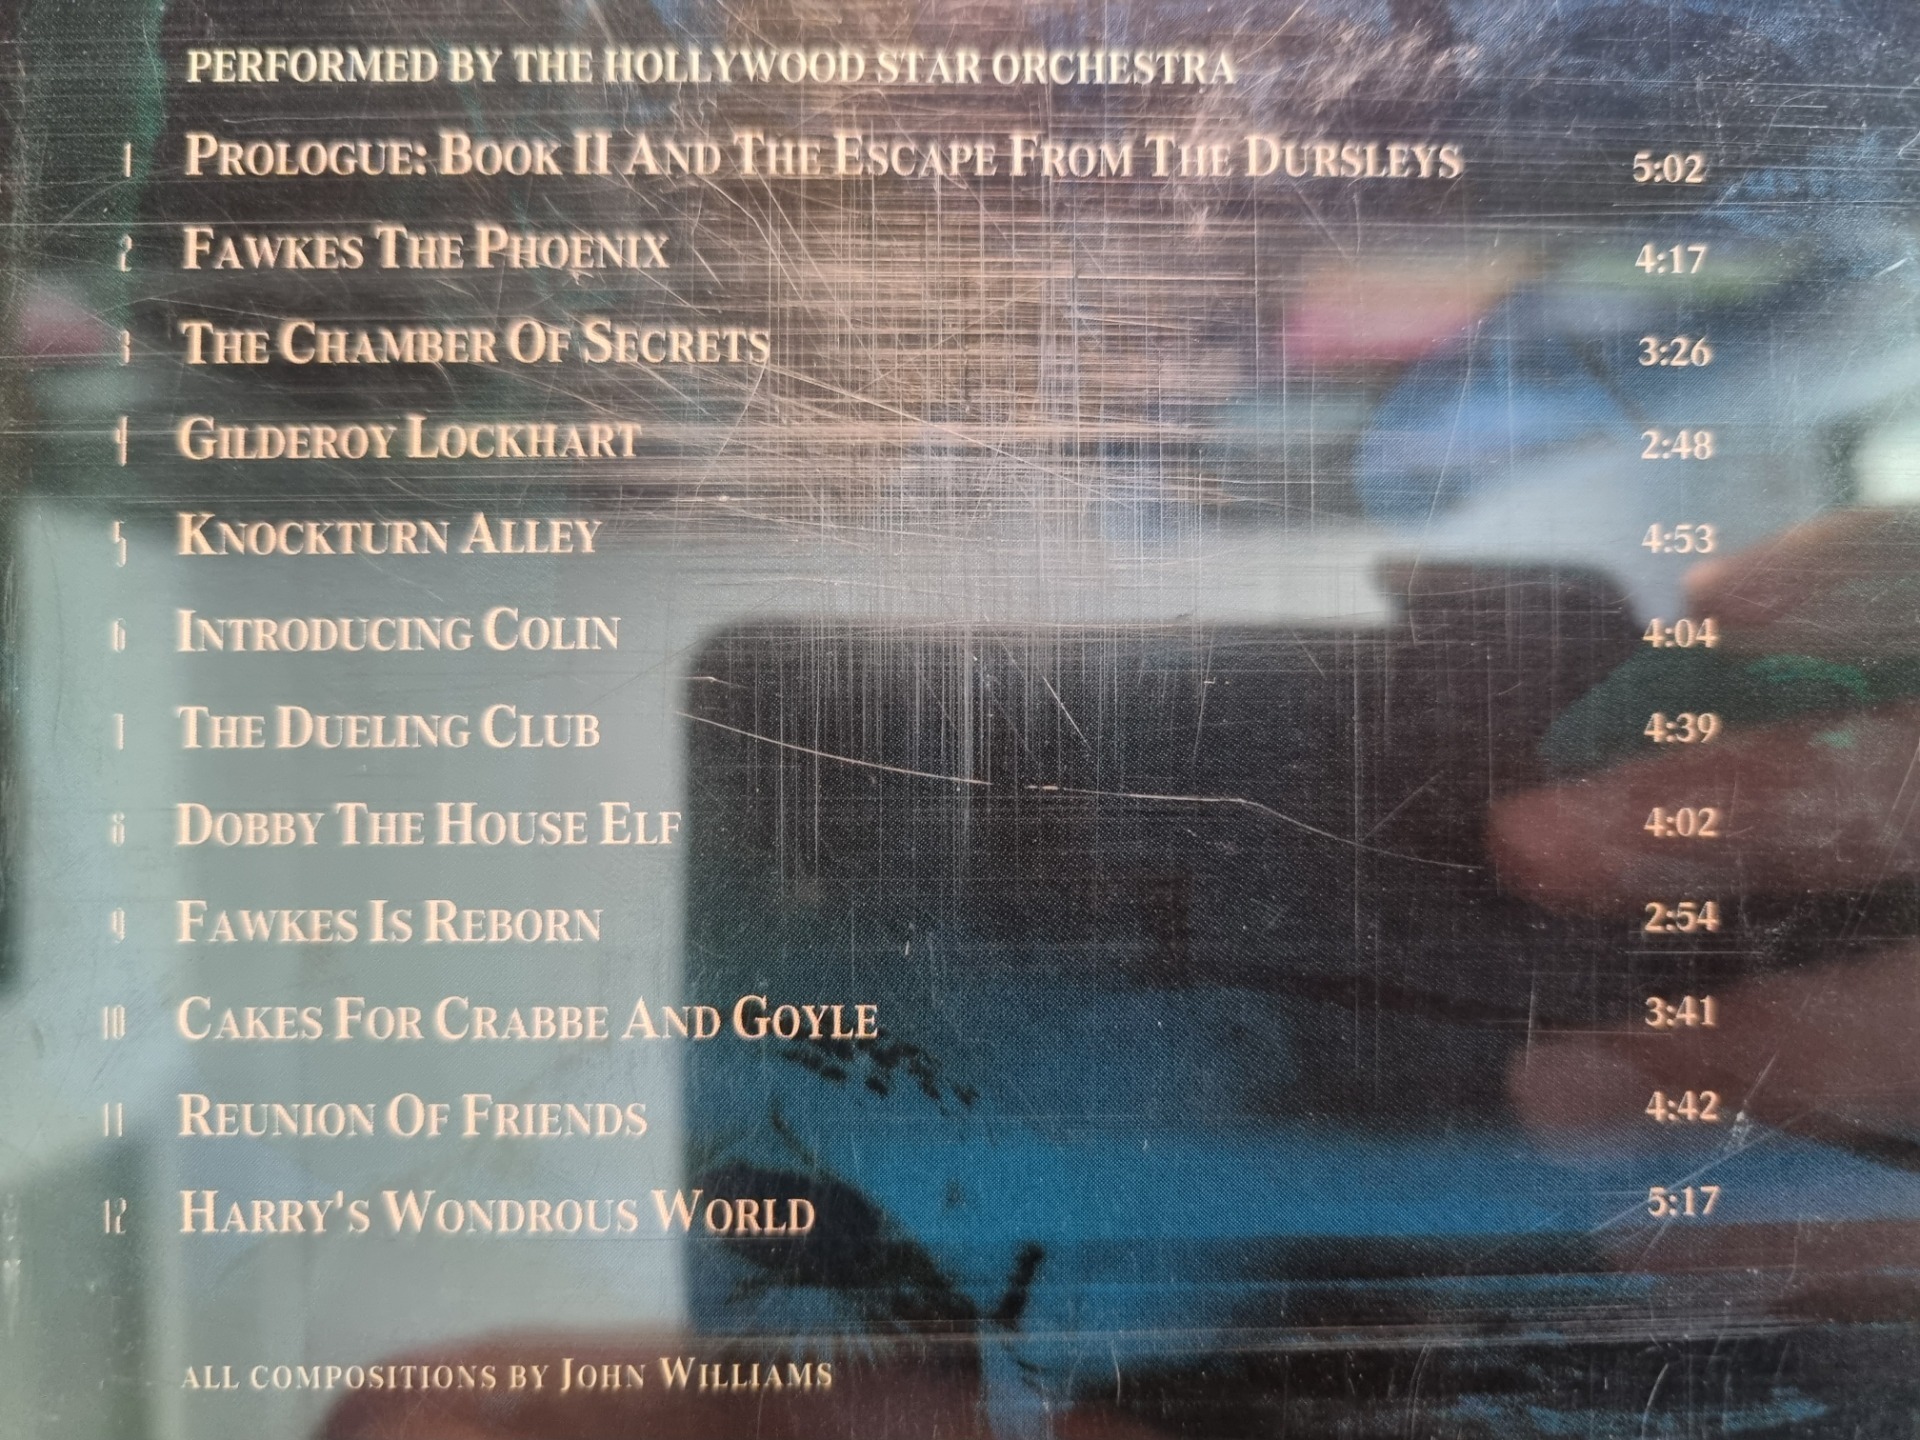 PERFORMED BY THE HOLLYWOOD STAR ORCHESTRA
1 PROLOGUE: BOOK II AND THE ESCAPE FROM THE DURSLEYS 5:02
2 FAWKES THE PHOENIX 4:17
3 THE CHAMBER OF SECRETS 3:26
4 GILDEROY LOCKHART 2:48
5 KNOCKTURN ALLEY 4:53
6 INTRODUCING COLIN 4:04
7 THE DUELING CLUB 4:39
8 DOBBY THE HOUSE ELF 4:02
9 FAWKES IS REBORN 2:54
10 CAKES FOR CRABBE AND GOYLE 3:41
11 REUNION OF FRIENDS 4:42
12 HARRY'S WONDROUS WORLD 5:17
ALL COMPOSITIONS BY JOHN WILLIAMS